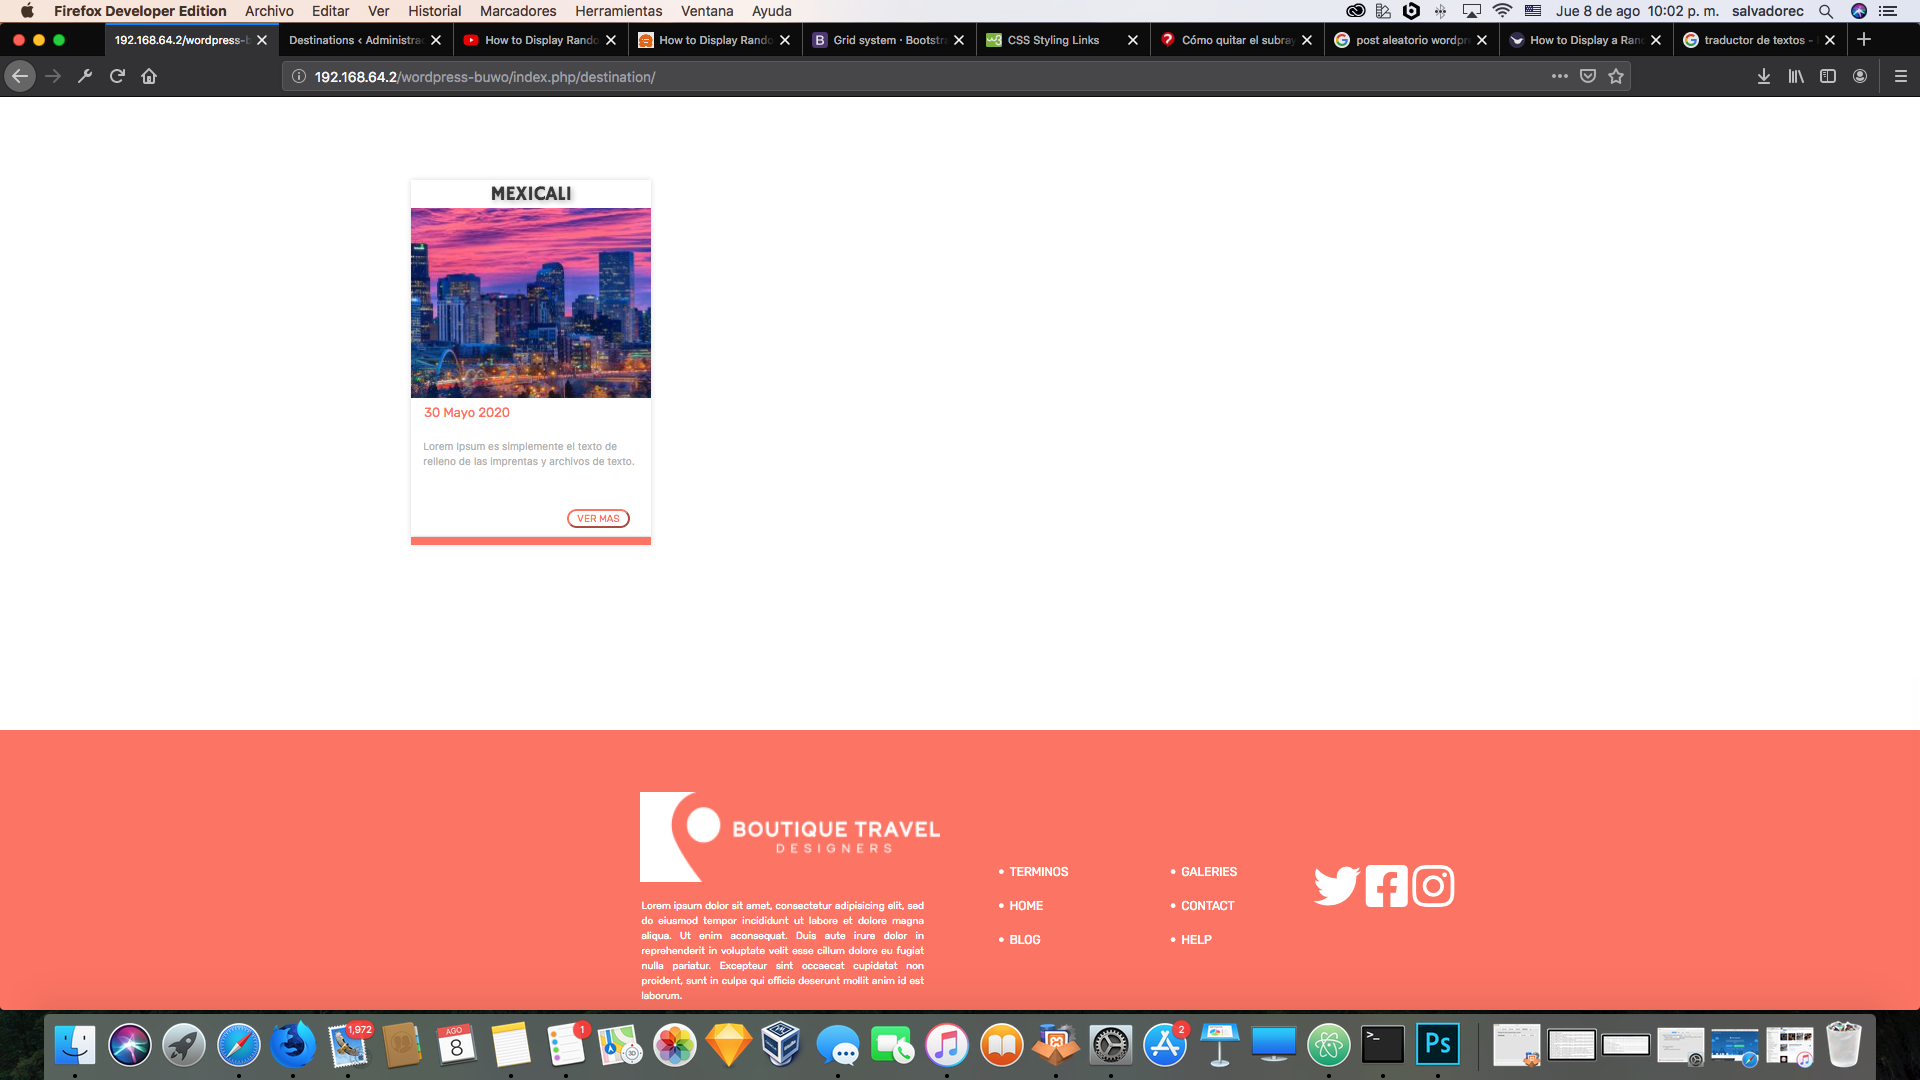 Firefox Developer Edition Archivo Editar Ver Historial Marcadores Herramientas Ventana Ayuda
Jue 8 de ago 10:02 p. m. salvadorec
192.168.64.2/wordpress-b
Destinations ‹ Administra
How to Display Rando
How to Display Rando
Grid system · Bootstra
CSS Styling Links
Cómo quitar el subray
post aleatorio wordpr
How to Display a Ran
traductor de textos -
192.168.64.2/wordpress-buwo/index.php/destination/
MEXICALI
30 Mayo 2020
Lorem Ipsum es simplemente el texto de
relleno de las imprentas y archivos de texto.
VER MAS
BOUTIQUE TRAVEL
DESIGNERS
Lorem ipsum dolor sit amet, consectetur adipisicing elit, sed
do eiusmod tempor incididunt ut labore et dolore magna
aliqua. Ut enim aconsequat. Duis aute irure dolor in
reprehenderit in voluptate velit esse cillum dolore eu fugiat
nulla pariatur. Excepteur sint occaecat cupidatat non
proident, sunt in culpa qui officia deserunt mollit anim id est
laborum.
• TERMINOS
• HOME
• BLOG
• GALERIES
• CONTACT
• HELP
1,972
AGO
8
1
3D
2
>_
Ps